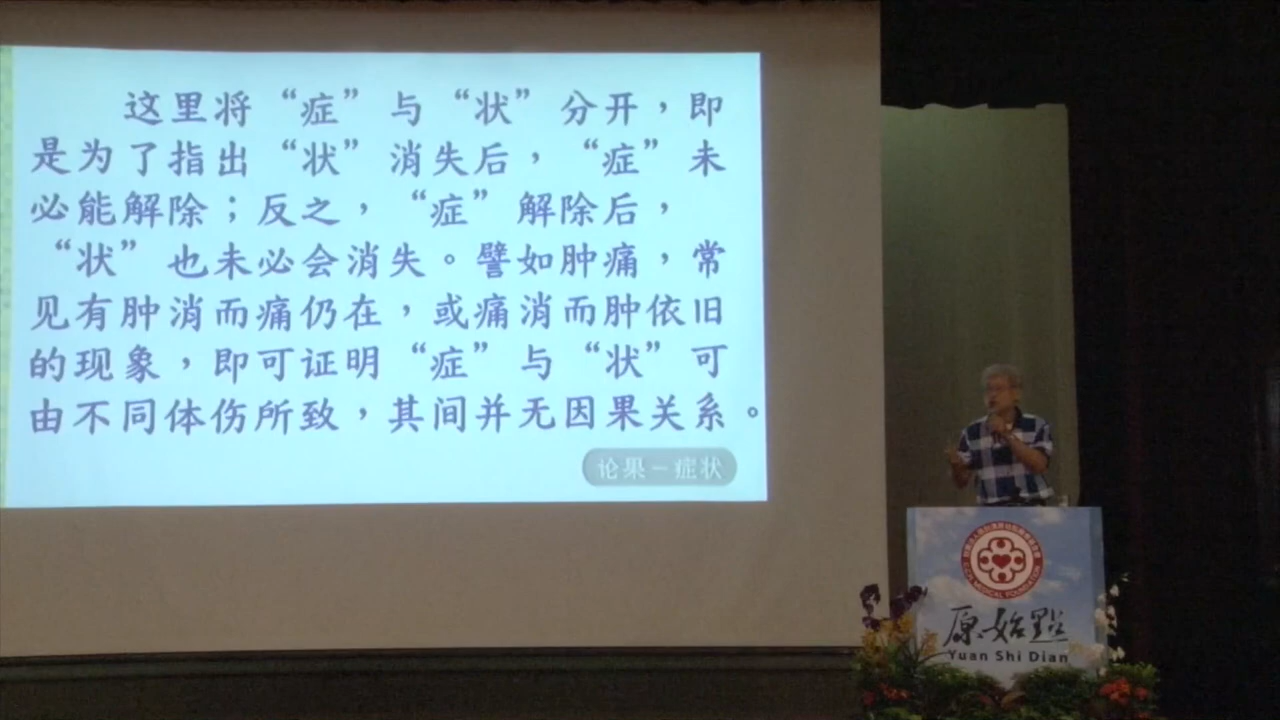 这里将“症”与“状”分开，即
是为了指出“状”消失后，“症”未
必能解除；反之，“症”解除后，
“状”也未必会消失。譬如肿痛，常
见有肿消而痛仍在，或痛消而肿依旧
的现象，即可证明“症”与“状”可
由不同体伤所致，其间并无因果关系。
论果－症状
MEDICAL FOUNDATION
原始點
Yuan Shi Dian